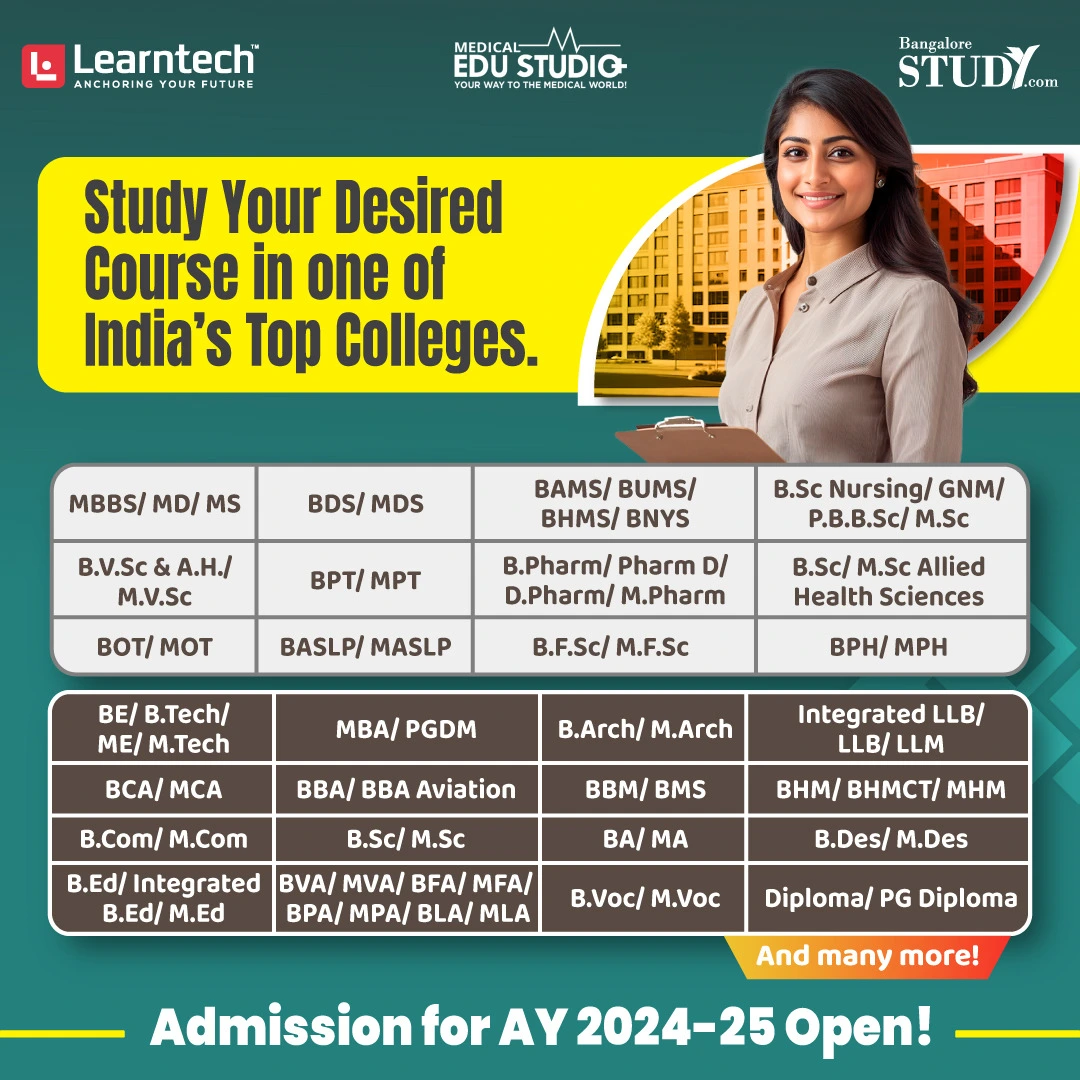 Learntech™
ANCHORING YOUR FUTURE
MEDICAL
EDU STUDIO
YOUR WAY TO THE MEDICAL WORLD!
Bangalore
STUDY.com
Study Your Desired
Course in one of
India's Top Colleges.
MBBS/ MD/ MS
BDS/ MDS
BAMS/ BUMS/
BHMS/ BNYS
B.Sc Nursing/ GNM/
P.B.B.Sc/ M.Sc
B.V.Sc & A.H./
M.V.Sc
BPT/ MPT
B.Pharm/ Pharm D/
D.Pharm/ M.Pharm
B.Sc/ M.Sc Allied
Health Sciences
BOT/ MOT
BASLP/ MASLP
B.F.Sc/ M.F.Sc
BPH/ MPH
BE/ B.Tech/
ME/ M.Tech
MBA/ PGDM
B.Arch/ M.Arch
Integrated LLB/
LLB/ LLM
BCA/ MCA
BBA/ BBA Aviation
BBM/ BMS
BHM/ BHMCT/ MHM
B.Com/ M.Com
B.Sc/ M.Sc
BA/ MA
B.Des/ M.Des
B.Ed/ Integrated
B.Ed/ M.Ed
BVA/ MVA/ BFA/ MFA/
BPA/ MPA/ BLA/ MLA
B.Voc/ M.Voc
Diploma/ PG Diploma
And many more!
Admission for AY 2024-25 Open!